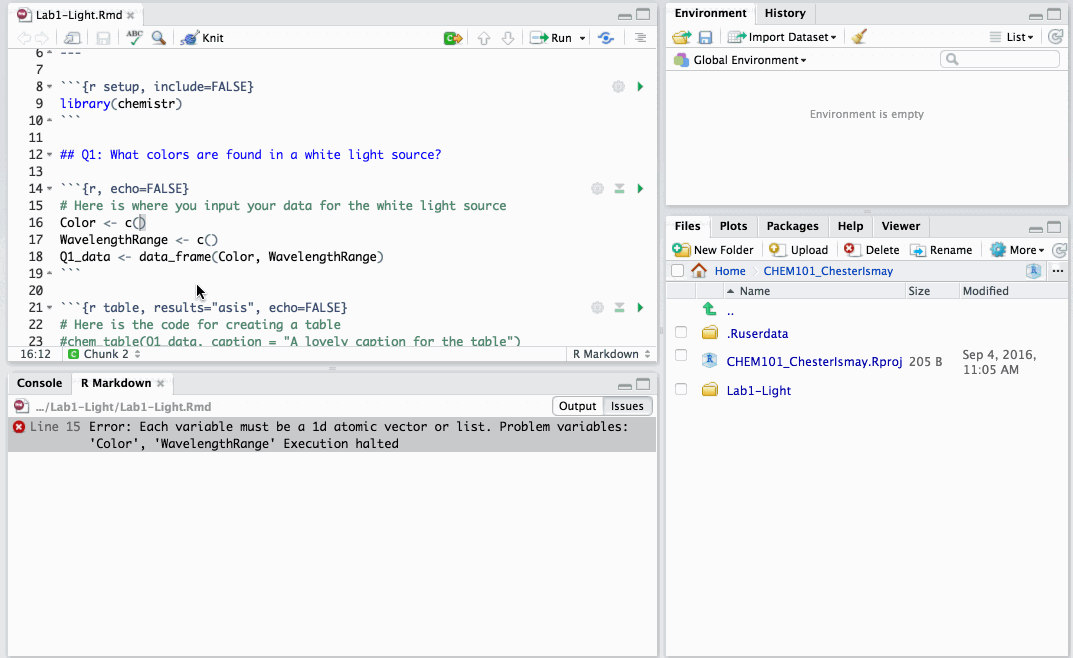 Lab1-Light.Rmd
ABC Knit Run
6 ---
7
8 ```{r setup, include=FALSE}
9 library(chemistr)
10 ```
11
12 ## Q1: What colors are found in a white light source?
13
14 ```{r, echo=FALSE}
15 # Here is where you input your data for the white light source
16 Color <- c()
17 WavelengthRange <- c()
18 Q1_data <- data_frame(Color, WavelengthRange)
19 ```
20
21 ```{r table, results="asis", echo=FALSE}
22 # Here is the code for creating a table
23 #chem_table(Q1_data, caption = "A lovely caption for the table")
16:12 C Chunk 2 R Markdown
Console R Markdown
.../Lab1-Light/Lab1-Light.Rmd Output Issues
Line 15 Error: Each variable must be a 1d atomic vector or list. Problem variables:
'Color', 'WavelengthRange' Execution halted
Environment History
Import Dataset List
Global Environment
Environment is empty
Files Plots Packages Help Viewer
New Folder Upload Delete Rename More
Home CHEM101_ChesterIsmay R ...
Name Size Modified
..
.Ruserdata
CHEM101_ChesterIsmay.Rproj 205 B Sep 4, 2016,
11:05 AM
Lab1-Light